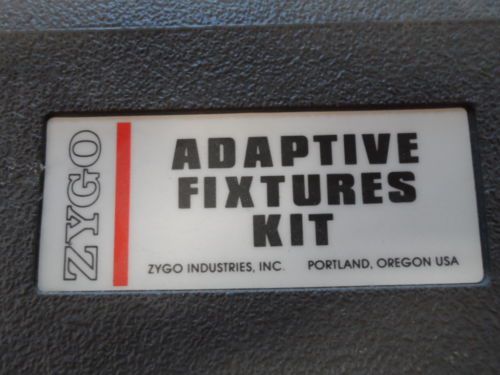 ZYGO
ADAPTIVE
FIXTURES
KIT
ZYGO INDUSTRIES, INC. PORTLAND, OREGON USA